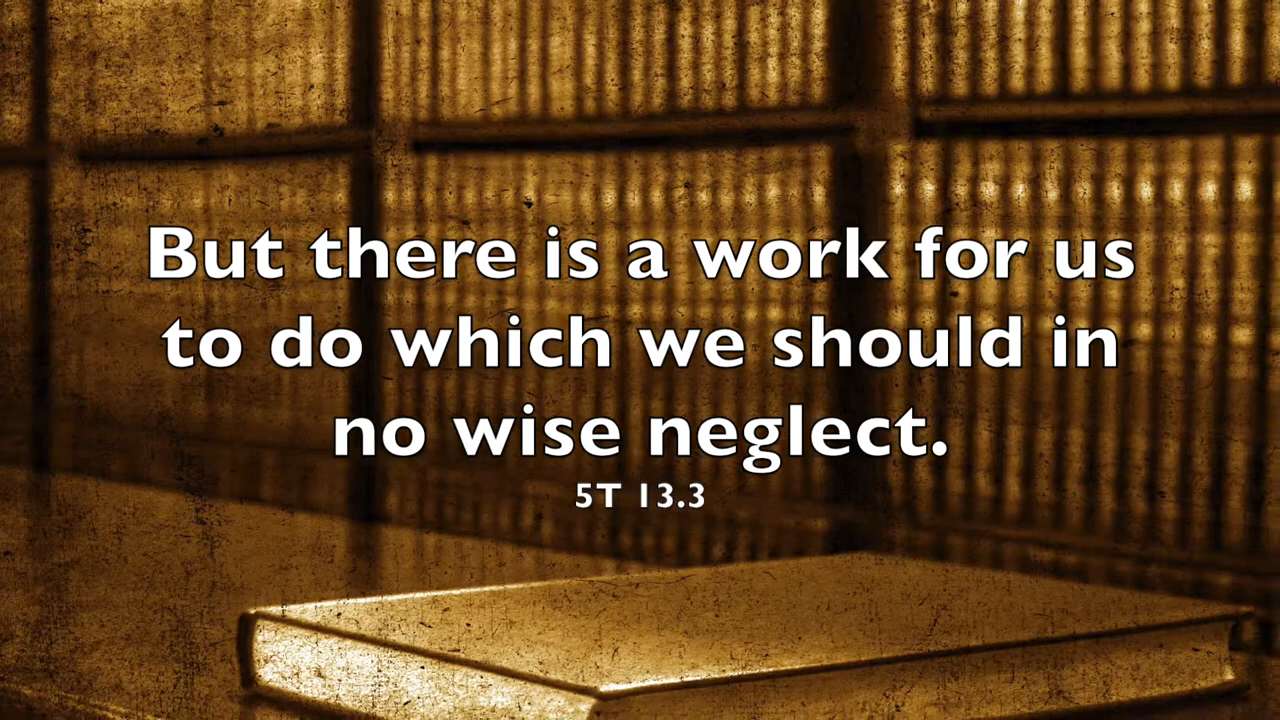 But there is a work for us
to do which we should in
no wise neglect.
5T 13.3